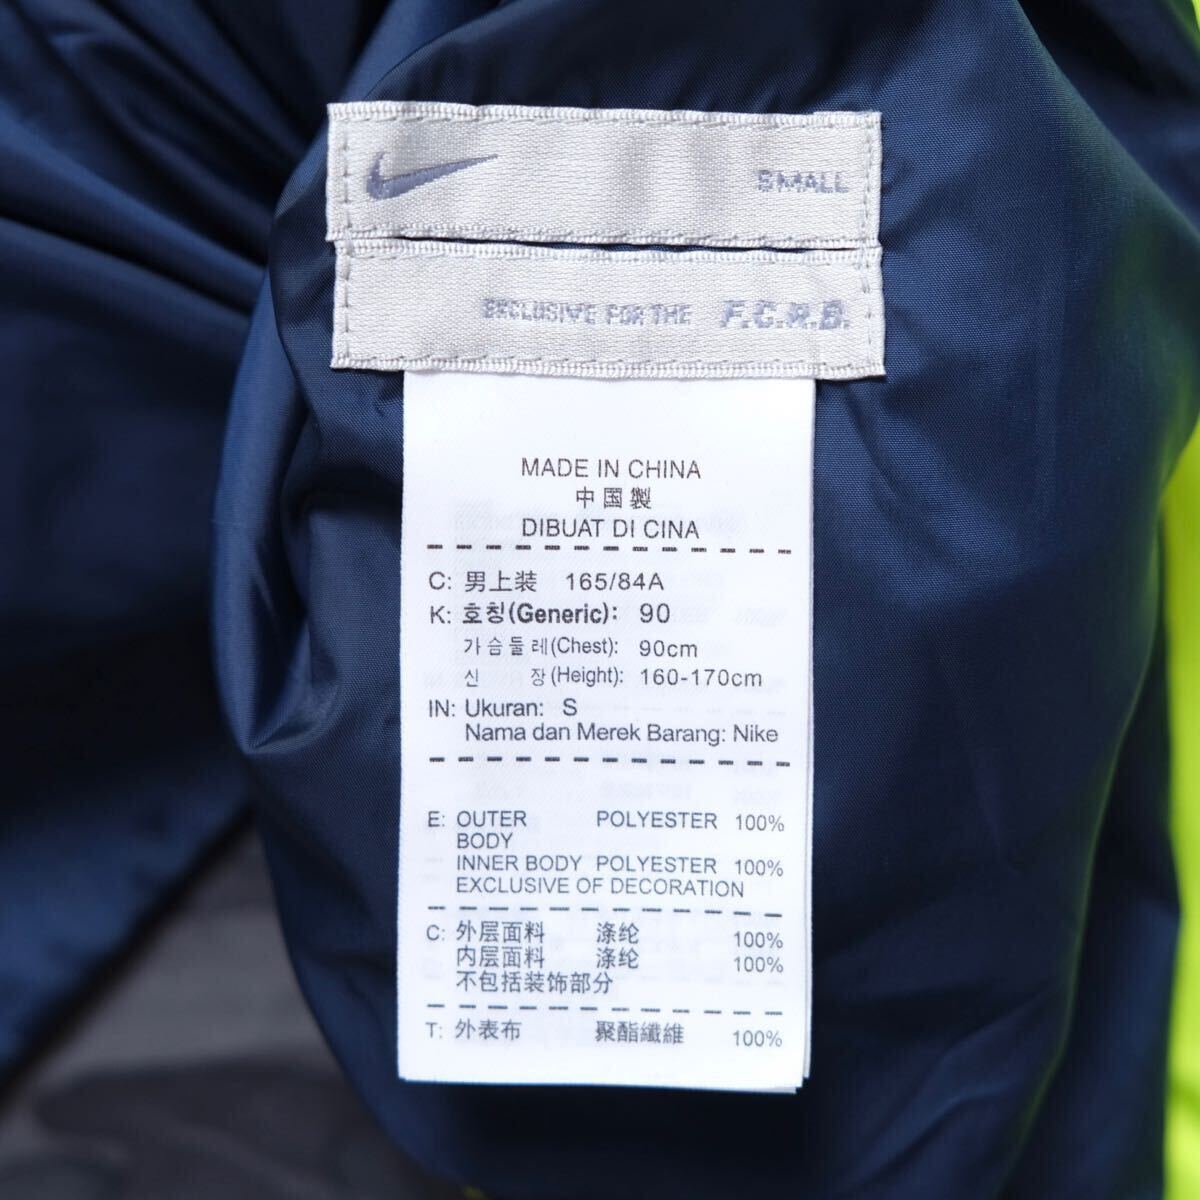 SMALL
EXCLUSIVE FOR THE F.C.R.B.
MADE IN CHINA
中国製
DIBUAT DI CINA
C: 男上装 165/84A
K: 호칭(Generic): 90
가슴둘레(Chest): 90cm
신 장(Height): 160-170cm
IN: Ukuran: S
Nama dan Merek Barang: Nike
E: OUTER POLYESTER 100%
BODY
INNER BODY POLYESTER 100%
EXCLUSIVE OF DECORATION
C: 外层面料 涤纶 100%
内层面料 涤纶 100%
不包括装饰部分
T: 外表布 聚酯纖維 100%